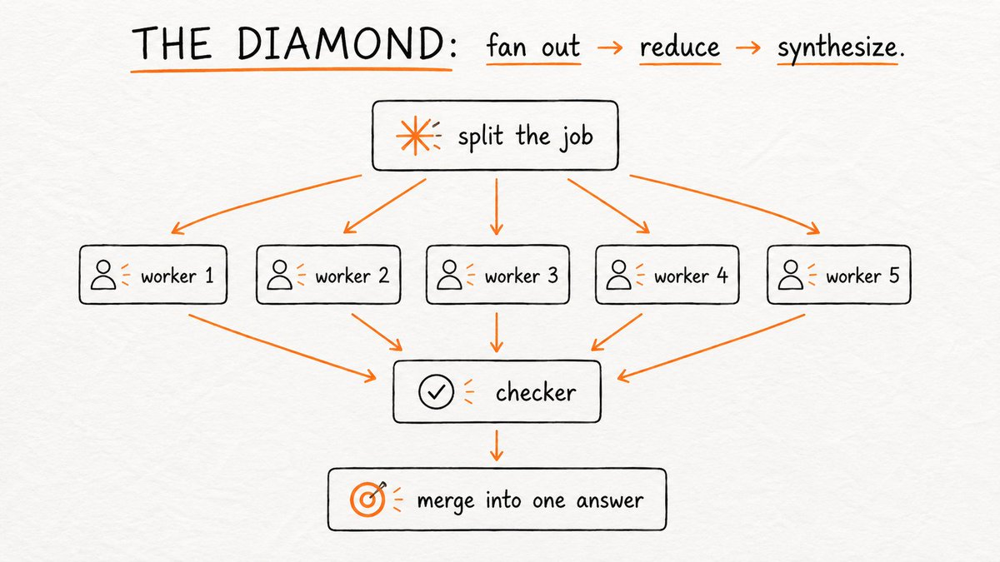 THE DIAMOND: fan out → reduce → synthesize.
split the job
worker 1
worker 2
worker 3
worker 4
worker 5
checker
merge into one answer